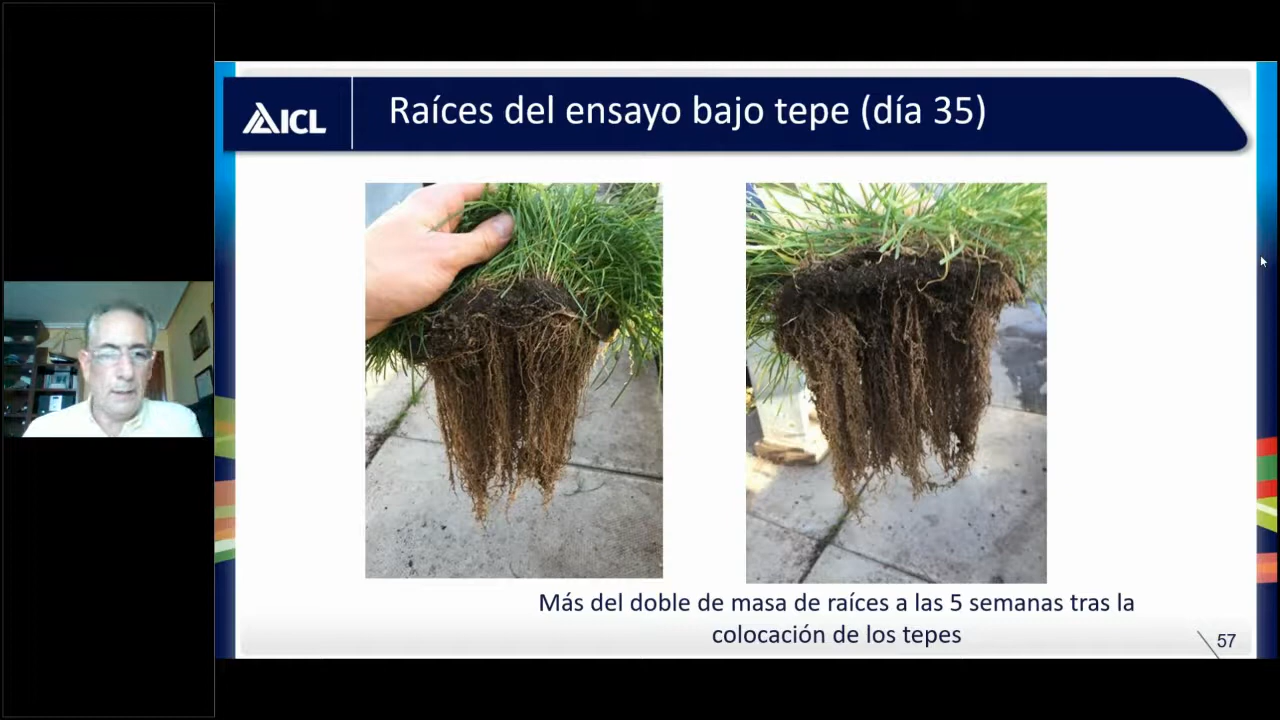 ICL
Raíces del ensayo bajo tepe (día 35)
Más del doble de masa de raíces a las 5 semanas tras la
colocación de los tepes
57